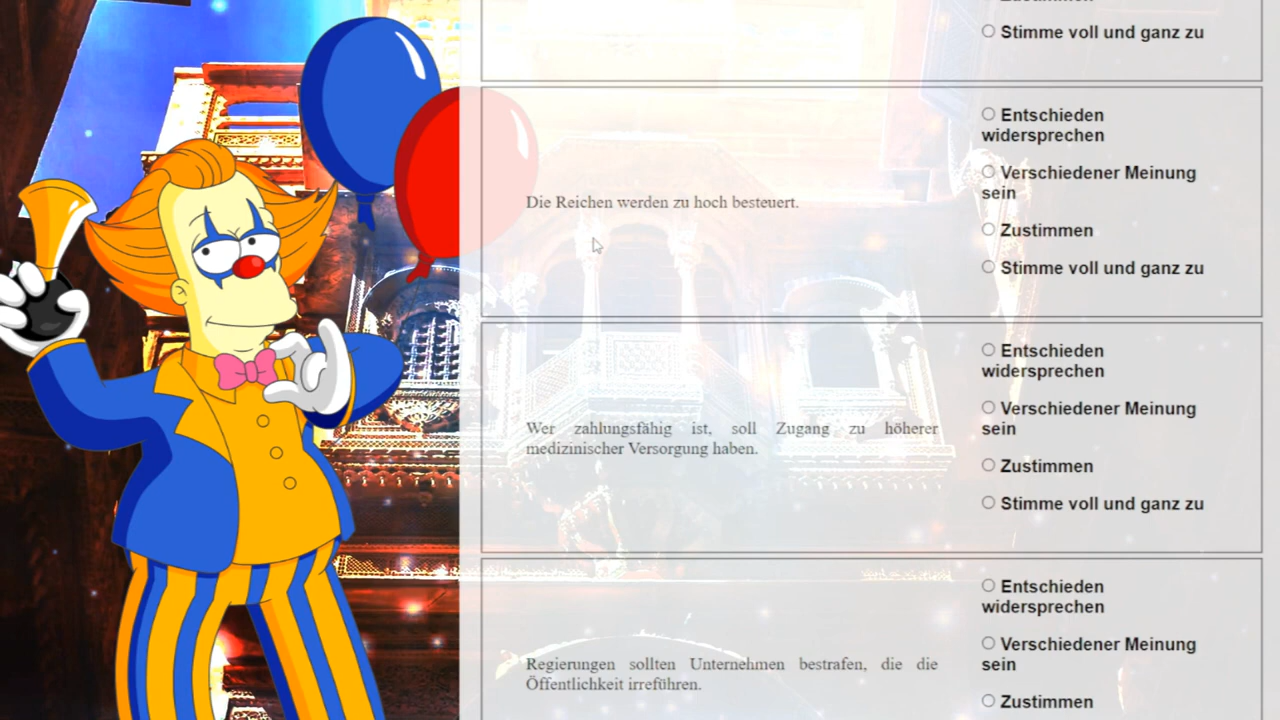 Stimme voll und ganz zu
Entschieden
widersprechen
Verschiedener Meinung
sein
Die Reichen werden zu hoch besteuert.
Zustimmen
Stimme voll und ganz zu
Entschieden
widersprechen
Verschiedener Meinung
sein
Wer zahlungsfähig ist, soll Zugang zu höherer
medizinischer Versorgung haben.
Zustimmen
Stimme voll und ganz zu
Entschieden
widersprechen
Verschiedener Meinung
sein
Regierungen sollten Unternehmen bestrafen, die die
Öffentlichkeit irreführen.
Zustimmen